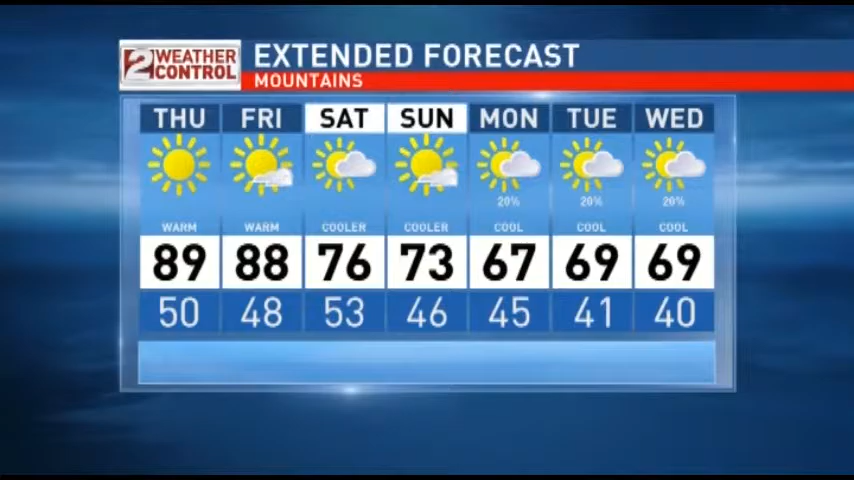 2 WEATHER
CONTROL
EXTENDED FORECAST
MOUNTAINS
THU FRI SAT SUN MON TUE WED
20% 20% 20%
WARM WARM COOLER COOLER COOL COOL COOL
89 88 76 73 67 69 69
50 48 53 46 45 41 40